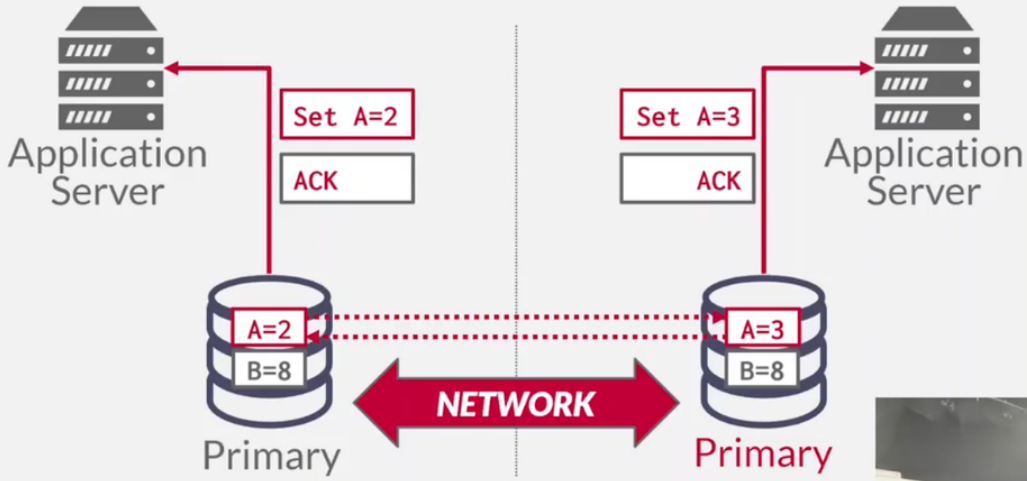 Set A=2
Set A=3
Application
Server
ACK
ACK
Application
Server
A=2
A=3
B=8
B=8
NETWORK
Primary
Primary